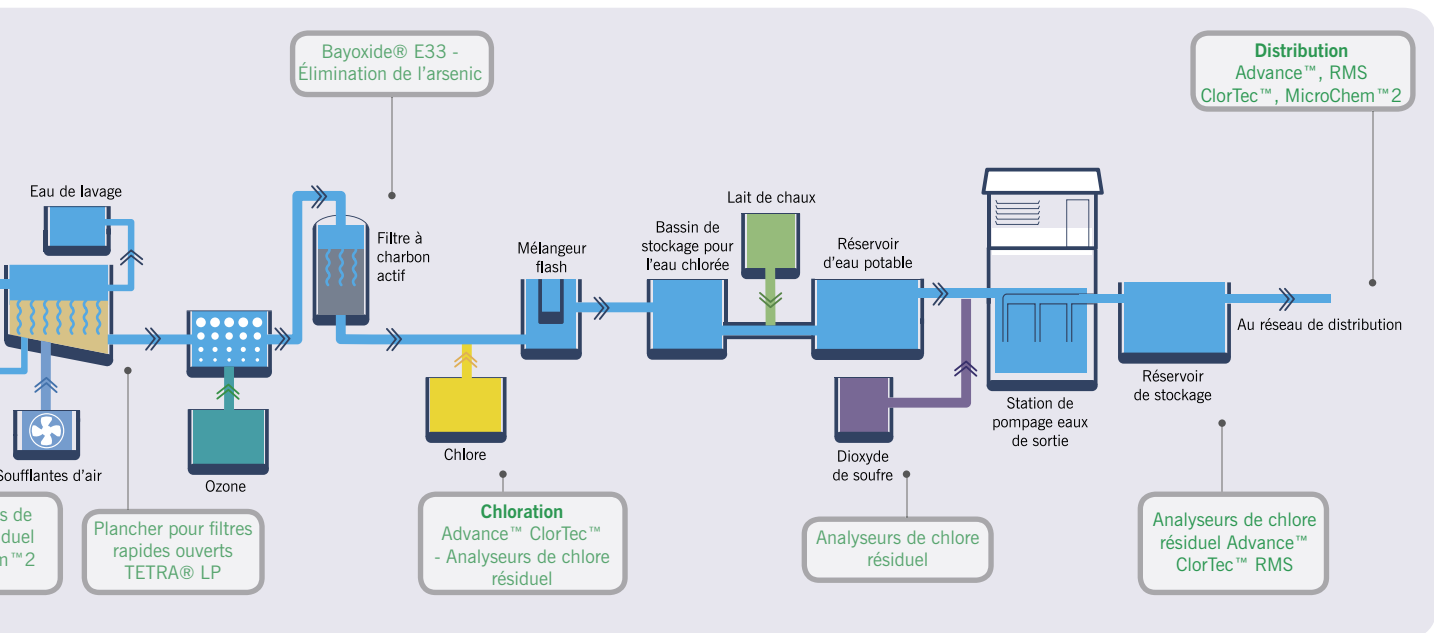 Bayoxide® E33 -
Élimination de l'arsenic
Distribution
Advance™, RMS
ClorTec™, MicroChem™2
Eau de lavage
Filtre à
charbon
actif
Mélangeur
flash
Bassin de
stockage pour
l'eau chlorée
Lait de chaux
Réservoir
d'eau potable
Au réseau de distribution
Réservoir
de stockage
Station de
pompage eaux
de sortie
Dioxyde
de soufre
Chlore
Ozone
Soufflantes d'air
s de
duel
m™2
Plancher pour filtres
rapides ouverts
TETRA® LP
Chloration
Advance™ ClorTec™
- Analyseurs de chlore
résiduel
Analyseurs de chlore
résiduel
Analyseurs de chlore
résiduel Advance™
ClorTec™ RMS